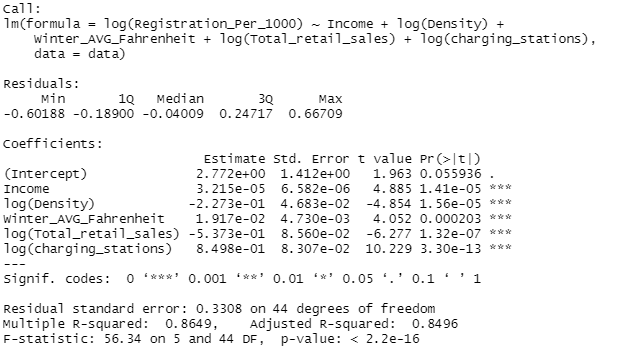 Call:
lm(formula = log(Registration_Per_1000) ~ Income + log(Density) +
    Winter_AVG_Fahrenheit + log(Total_retail_sales) + log(charging_stations),
    data = data)

Residuals:
     Min       1Q   Median       3Q      Max
-0.60188 -0.18900 -0.04009  0.24717  0.66709

Coefficients:
                          Estimate Std. Error t value Pr(>|t|)
(Intercept)              2.772e+00  1.412e+00   1.963 0.055936 .
Income                   3.215e-05  6.582e-06   4.885 1.41e-05 ***
log(Density)            -2.273e-01  4.683e-02  -4.854 1.56e-05 ***
Winter_AVG_Fahrenheit    1.917e-02  4.730e-03   4.052 0.000203 ***
log(Total_retail_sales) -5.373e-01  8.560e-02  -6.277 1.32e-07 ***
log(charging_stations)   8.498e-01  8.307e-02  10.229 3.30e-13 ***
---
Signif. codes:  0 ‘***’ 0.001 ‘**’ 0.01 ‘*’ 0.05 ‘.’ 0.1 ‘ ’ 1

Residual standard error: 0.3308 on 44 degrees of freedom
Multiple R-squared:  0.8649,    Adjusted R-squared:  0.8496
F-statistic: 56.34 on 5 and 44 DF,  p-value: < 2.2e-16